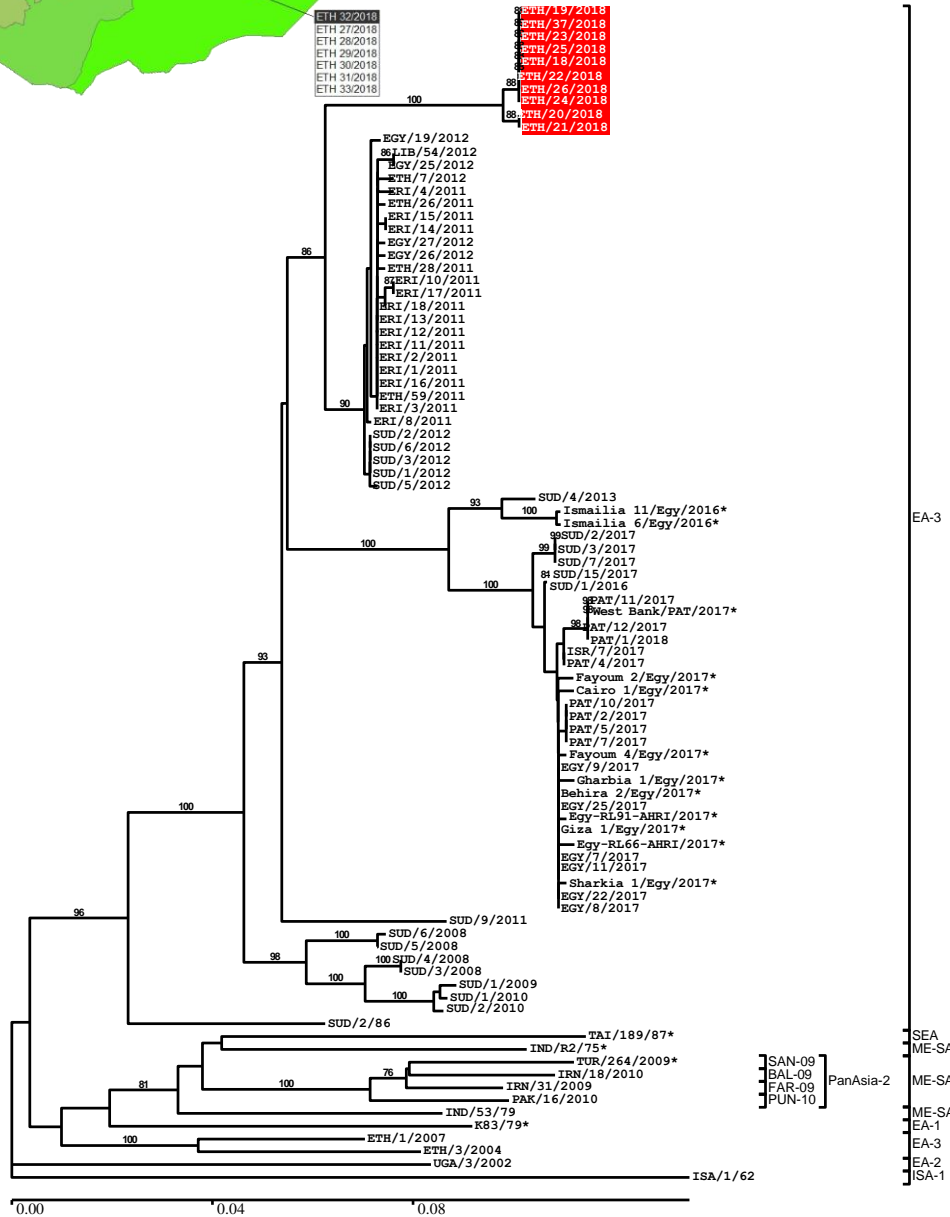 ETH 32/2018
ETH 27/2018
ETH 28/2018
ETH 29/2018
ETH 30/2018
ETH 31/2018
ETH 33/2018
ETH/19/2018
ETH/37/2018
ETH/23/2018
ETH/25/2018
ETH/18/2018
ETH/22/2018
88 ETH/26/2018
ETH/24/2018
100
88 ETH/20/2018
ETH/21/2018
EGY/19/2012
86 LIB/54/2012
EGY/25/2012
ETH/7/2012
ERI/4/2011
ETH/26/2011
ERI/15/2011
ERI/14/2011
EGY/27/2012
86 EGY/26/2012
ETH/28/2011
87 ERI/10/2011
ERI/17/2011
ERI/18/2011
ERI/13/2011
ERI/12/2011
ERI/11/2011
ERI/2/2011
ERI/1/2011
ERI/16/2011
ETH/59/2011
90 ERI/3/2011
ERI/8/2011
SUD/2/2012
SUD/6/2012
SUD/3/2012
SUD/1/2012
SUD/5/2012
93 SUD/4/2013
100 Ismailia 11/Egy/2016*
Ismailia 6/Egy/2016*
EA-3
99 SUD/2/2017
100 99 SUD/3/2017
SUD/7/2017
84 SUD/15/2017
100 SUD/1/2016
PAT/11/2017
West Bank/PAT/2017*
98 PAT/12/2017
PAT/1/2018
ISR/7/2017
93 PAT/4/2017
Fayoum 2/Egy/2017*
Cairo 1/Egy/2017*
PAT/10/2017
PAT/2/2017
PAT/5/2017
PAT/7/2017
Fayoum 4/Egy/2017*
EGY/9/2017
Gharbia 1/Egy/2017*
Behira 2/Egy/2017*
100 EGY/25/2017
Egy-RL91-AHRI/2017*
Giza 1/Egy/2017*
Egy-RL66-AHRI/2017*
EGY/7/2017
EGY/11/2017
Sharkia 1/Egy/2017*
EGY/22/2017
EGY/8/2017
96 SUD/9/2011
100 SUD/6/2008
SUD/5/2008
98 100 SUD/4/2008
SUD/3/2008
100 SUD/1/2009
100 SUD/1/2010
SUD/2/2010
SUD/2/86
TAI/189/87* SEA
IND/R2/75* ME-SA
TUR/264/2009* SAN-09
76 IRN/18/2010 BAL-09
81 100 IRN/31/2009 FAR-09 PanAsia-2 ME-SA
PAK/16/2010 PUN-10
IND/53/79 ME-SA
K83/79* EA-1
100 ETH/1/2007 EA-3
ETH/3/2004
UGA/3/2002 EA-2
ISA/1/62 ISA-1
0.00 0.04 0.08